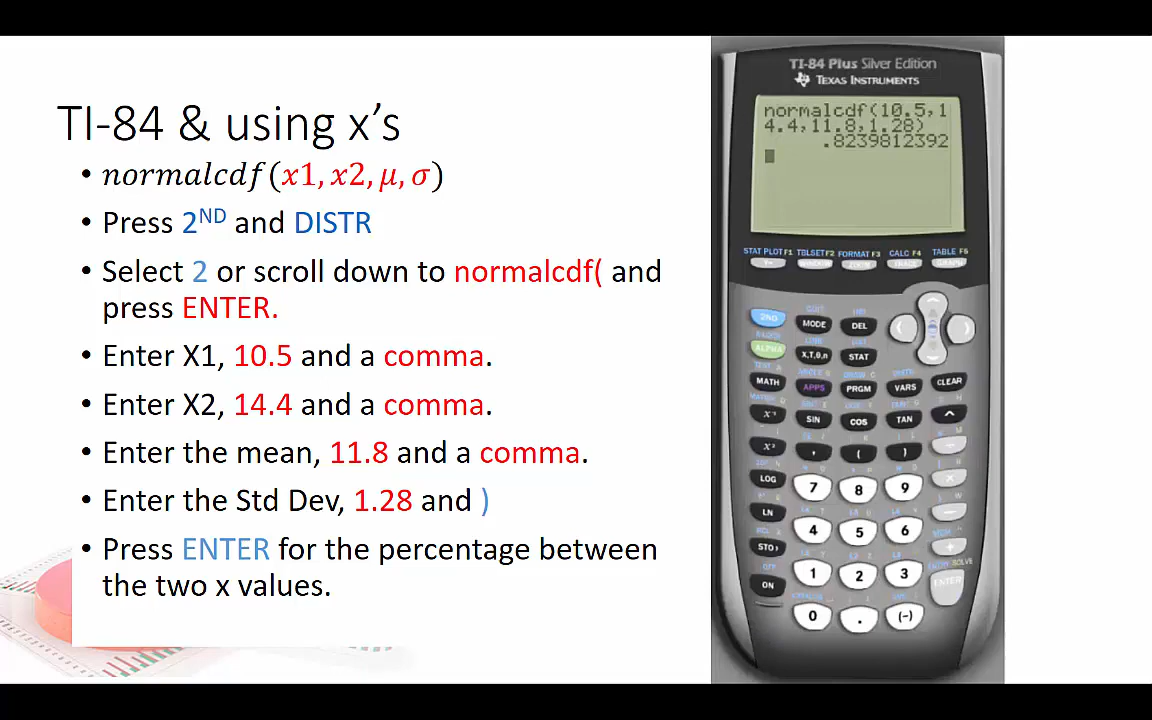 TI-84 & using x's
• normalcdf(x1, x2, μ, σ)
• Press 2ND and DISTR
• Select 2 or scroll down to normalcdf( and
press ENTER.
• Enter X1, 10.5 and a comma.
• Enter X2, 14.4 and a comma.
• Enter the mean, 11.8 and a comma.
• Enter the Std Dev, 1.28 and )
• Press ENTER for the percentage between
the two x values.
TI-84 Plus Silver Edition
TEXAS INSTRUMENTS
normalcdf(10.5,1
4.4,11.8,1.28)
.8239812392
STAT PLOT F1 TBLSET F2 FORMAT F3 CALC F4 TABLE F5
2ND MODE DEL
ALPHA X,T,θ,n STAT
MATH APPS PRGM VARS CLEAR
SIN COS TAN ^
, ( )
LOG 7 8 9
LN 4 5 6
STO› 1 2 3
ON 0 . (-)
ENTER